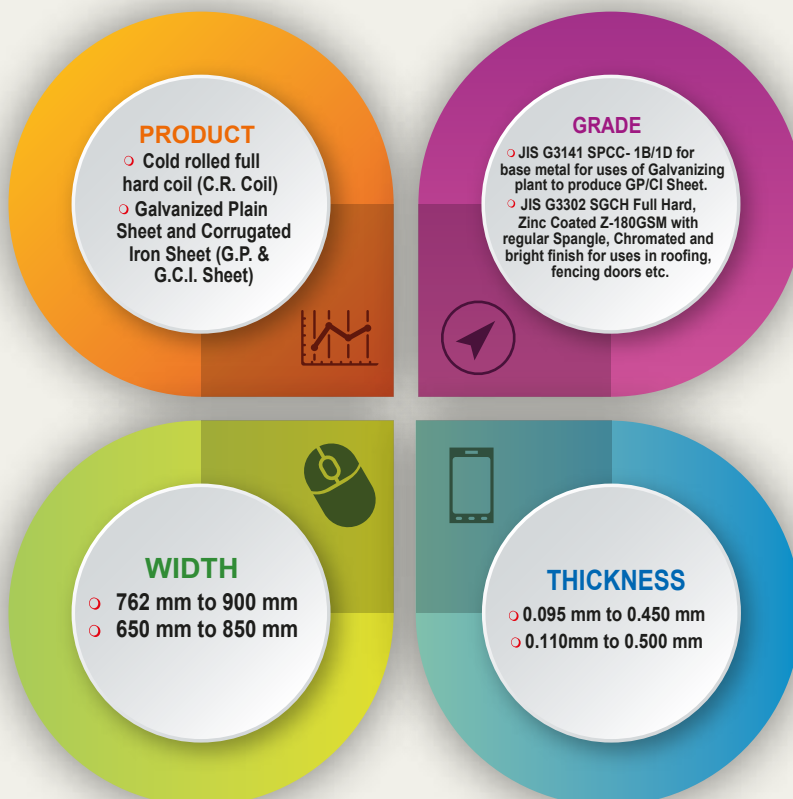 PRODUCT
❍ Cold rolled full
hard coil (C.R. Coil)
❍ Galvanized Plain
Sheet and Corrugated
Iron Sheet (G.P. &
G.C.I. Sheet)
GRADE
❍ JIS G3141 SPCC- 1B/1D for
base metal for uses of Galvanizing
plant to produce GP/CI Sheet.
❍ JIS G3302 SGCH Full Hard,
Zinc Coated Z-180GSM with
regular Spangle, Chromated and
bright finish for uses in roofing,
fencing doors etc.
WIDTH
❍ 762 mm to 900 mm
❍ 650 mm to 850 mm
THICKNESS
❍ 0.095 mm to 0.450 mm
❍ 0.110mm to 0.500 mm